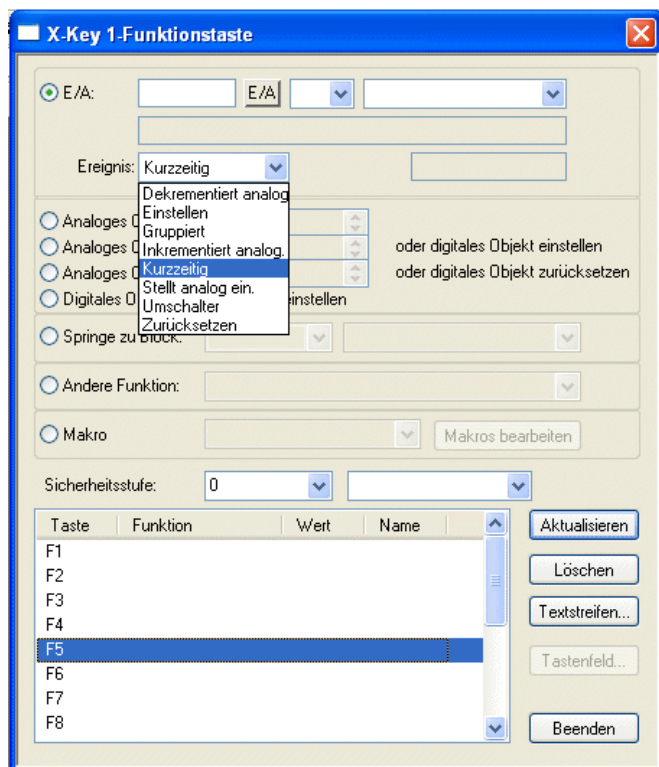 X-Key 1-Funktionstaste
E/A: E/A
Ereignis: Kurzzeitig
Dekrementiert analog
Einstellen
Gruppiert
Inkrementiert analog.
Kurzzeitig
Stellt analog ein.
Umschalter
Zurücksetzen
Analoges O
Analoges O oder digitales Objekt einstellen
Analoges O oder digitales Objekt zurücksetzen
Digitales O einstellen
Springe zu Block:
Andere Funktion:
Makro Makros bearbeiten
Sicherheitsstufe: 0
Taste Funktion Wert Name
F1
F2
F3
F4
F5
F6
F7
F8
Aktualisieren
Löschen
Textstreifen...
Tastenfeld...
Beenden